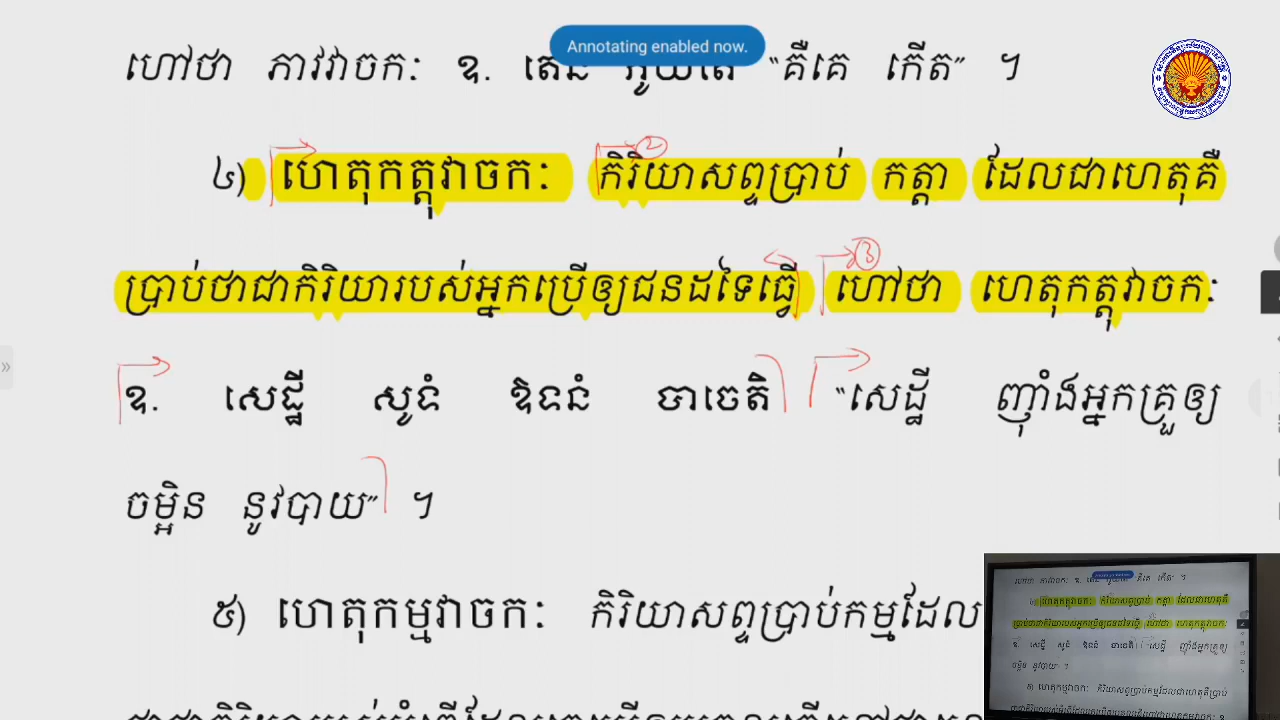 Annotating enabled now.
ហៅថា ភាវវាចកៈ ឧ. តេន ភូយតេ “គឺគេ កើត” ។
៤) ហេតុកត្តុវាចកៈ កិរិយាសព្ទប្រាប់ កត្តា ដែលជាហេតុគឺ
ប្រាប់ថាជាកិរិយារបស់អ្នកប្រើឲ្យជនដទៃធ្វើ ហៅថា ហេតុកត្តុវាចកៈ
ឧ. សេដ្ឋី សូទំ ឱទនំ បាចេតិ “សេដ្ឋី ញ៉ាំងអ្នកគ្រួឲ្យ
ចម្អិន នូវបាយ” ។
៥) ហេតុកម្មវាចកៈ កិរិយាសព្ទប្រាប់កម្មដែល